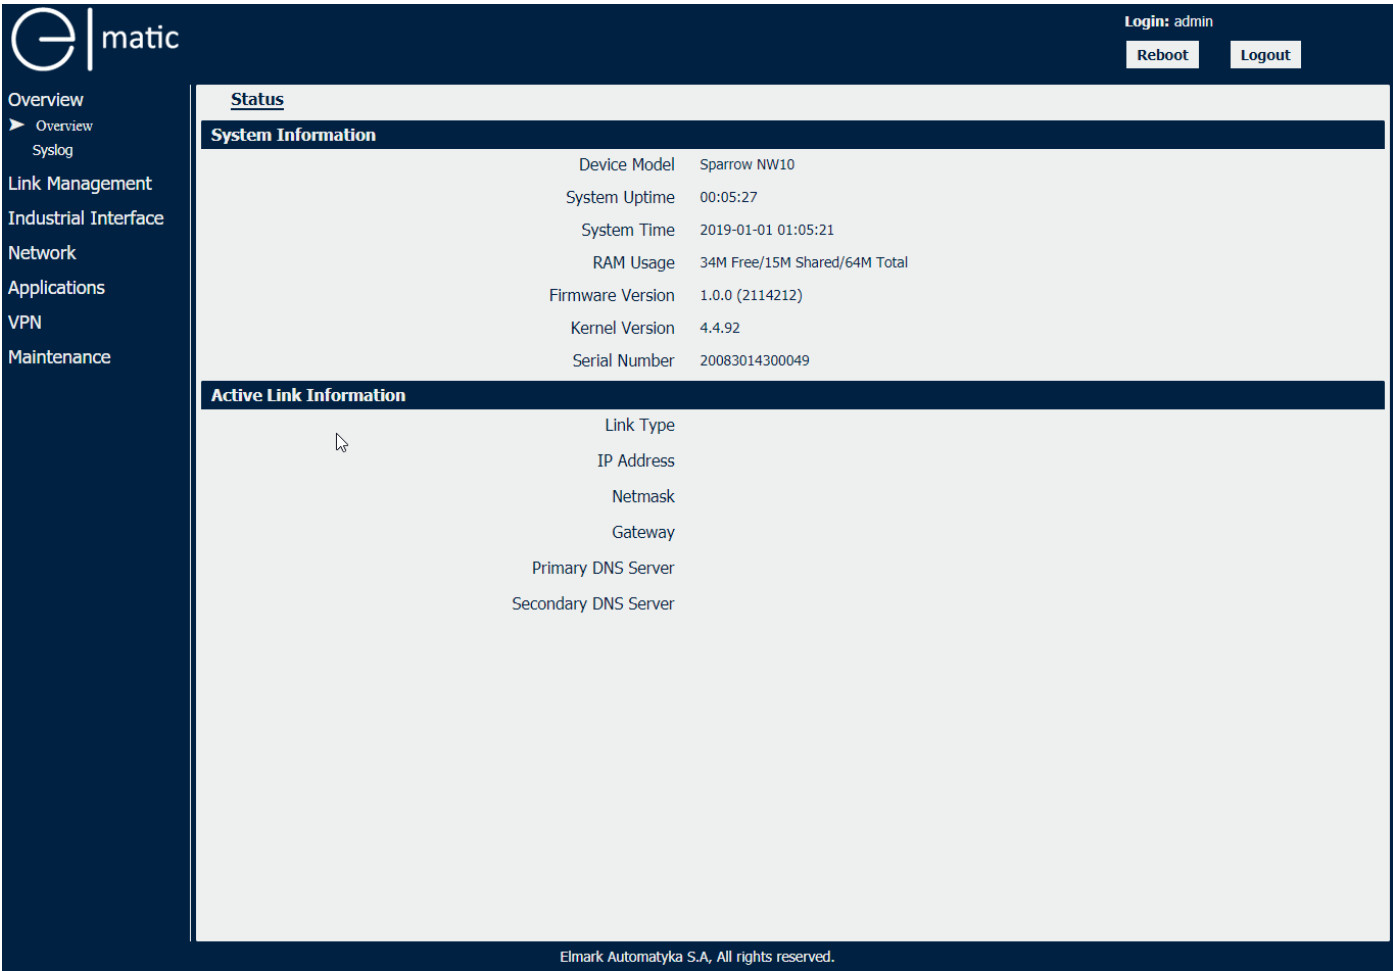 e matic
Login: admin
Reboot Logout
Overview
Overview
Syslog
Link Management
Industrial Interface
Network
Applications
VPN
Maintenance
Status
System Information
Device Model Sparrow NW10
System Uptime 00:05:27
System Time 2019-01-01 01:05:21
RAM Usage 34M Free/15M Shared/64M Total
Firmware Version 1.0.0 (2114212)
Kernel Version 4.4.92
Serial Number 20083014300049
Active Link Information
Link Type
IP Address
Netmask
Gateway
Primary DNS Server
Secondary DNS Server
Elmark Automatyka S.A, All rights reserved.